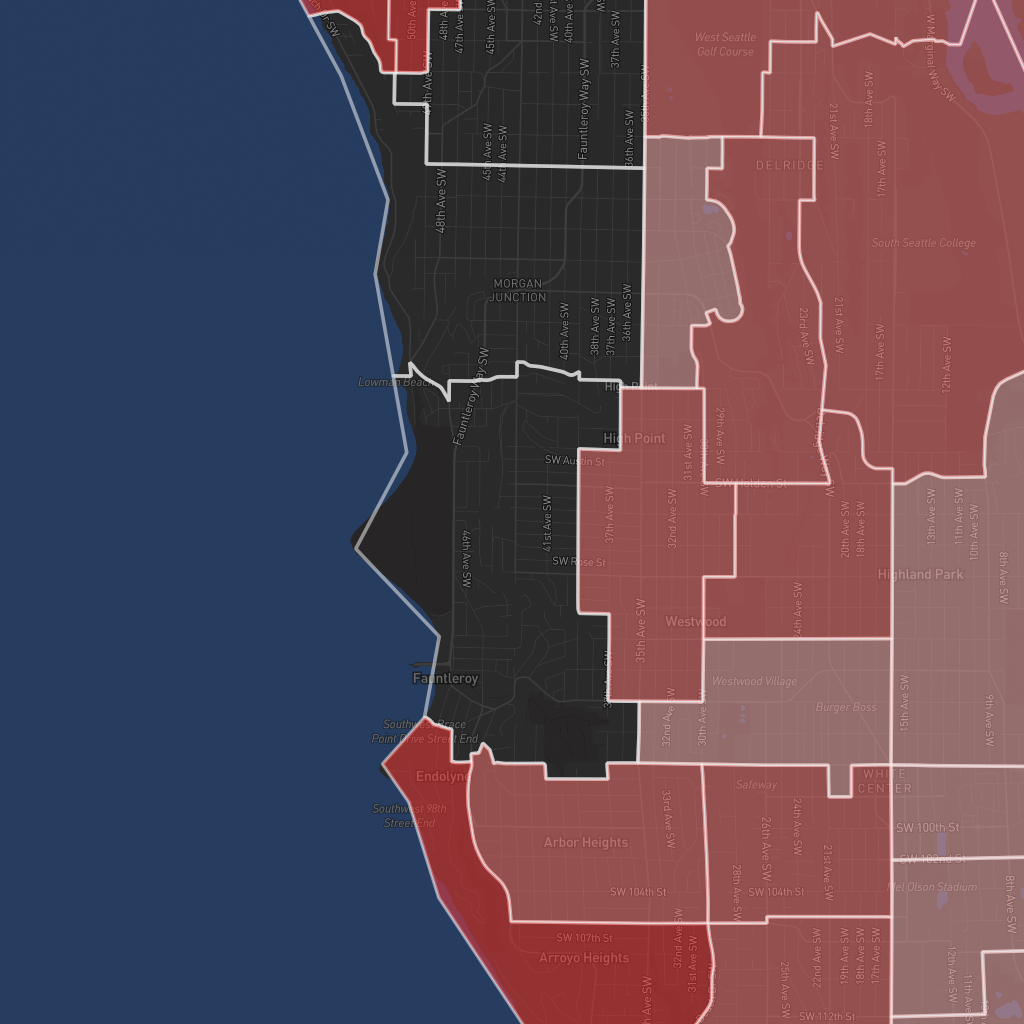 50th Ave SW
48th Ave SW
47th Ave SW
45th Ave SW
40th Ave SW
37th Ave SW
West Seattle
Golf Course
W Marginal Way SW
47th Ave SW
Fauntleroy Way SW
35th Ave SW
18th Ave SW
21st Ave SW
45th Ave SW
44th Ave SW
36th Ave SW
DELRIDGE
17th Ave SW
48th Ave SW
South Seattle College
MORGAN
JUNCTION
40th Ave SW
38th Ave SW
37th Ave SW
36th Ave SW
23rd Ave SW
21st Ave SW
17th Ave SW
12th Ave SW
Lowman Beach
Fauntleroy Way SW
High Point
High Point
31st Ave SW
29th Ave SW
SW Austin St
SW Holden St
37th Ave SW
32nd Ave SW
41st Ave SW
46th Ave SW
20th Ave SW
18th Ave SW
13th Ave SW
11th Ave SW
10th Ave SW
SW Rose St
Highland Park
8th Ave SW
24th Ave SW
35th Ave SW
Westwood
Fauntleroy
Westwood Village
Burger Boss
32nd Ave SW
30th Ave SW
15th Ave SW
9th Ave SW
Southwest Brace
Point Drive Street End
Endolyne
Safeway
WHITE
CENTER
Southwest 98th
Street End
33rd Ave SW
26th Ave SW
24th Ave SW
21st Ave SW
SW 100th St
Arbor Heights
SW 102nd St
SW 104th St
28th Ave SW
SW 104th St
Mel Olson Stadium
8th Ave SW
SW 107th St
32nd Ave SW
31st Ave SW
Arroyo Heights
25th Ave SW
22nd Ave SW
19th Ave SW
18th Ave SW
17th Ave SW
12th Ave SW
11th Ave SW
SW 112th St